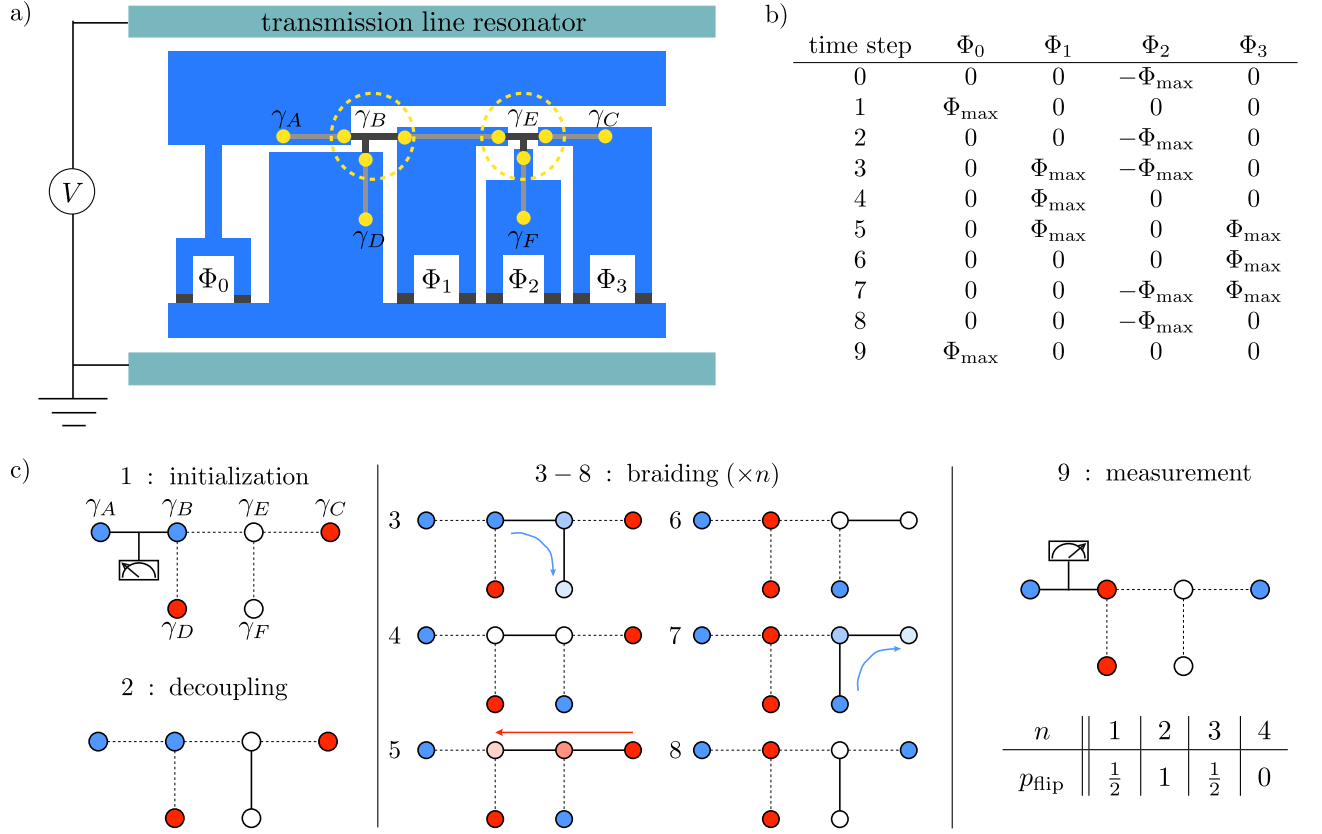 a)
transmission line resonator
V
γ_A γ_B γ_E γ_C
γ_D γ_F
Φ_0 Φ_1 Φ_2 Φ_3
b)
time step Φ_0 Φ_1 Φ_2 Φ_3
0 0 0 −Φ_max 0
1 Φ_max 0 0 0
2 0 0 −Φ_max 0
3 0 Φ_max −Φ_max 0
4 0 Φ_max 0 0
5 0 Φ_max 0 Φ_max
6 0 0 0 Φ_max
7 0 0 −Φ_max Φ_max
8 0 0 −Φ_max 0
9 Φ_max 0 0 0
c)
1 : initialization
γ_A γ_B γ_E γ_C
γ_D γ_F
2 : decoupling
3 − 8 : braiding (×n)
3 6
4 7
5 8
9 : measurement
n 1 2 3 4
p_flip 1/2 1 1/2 0